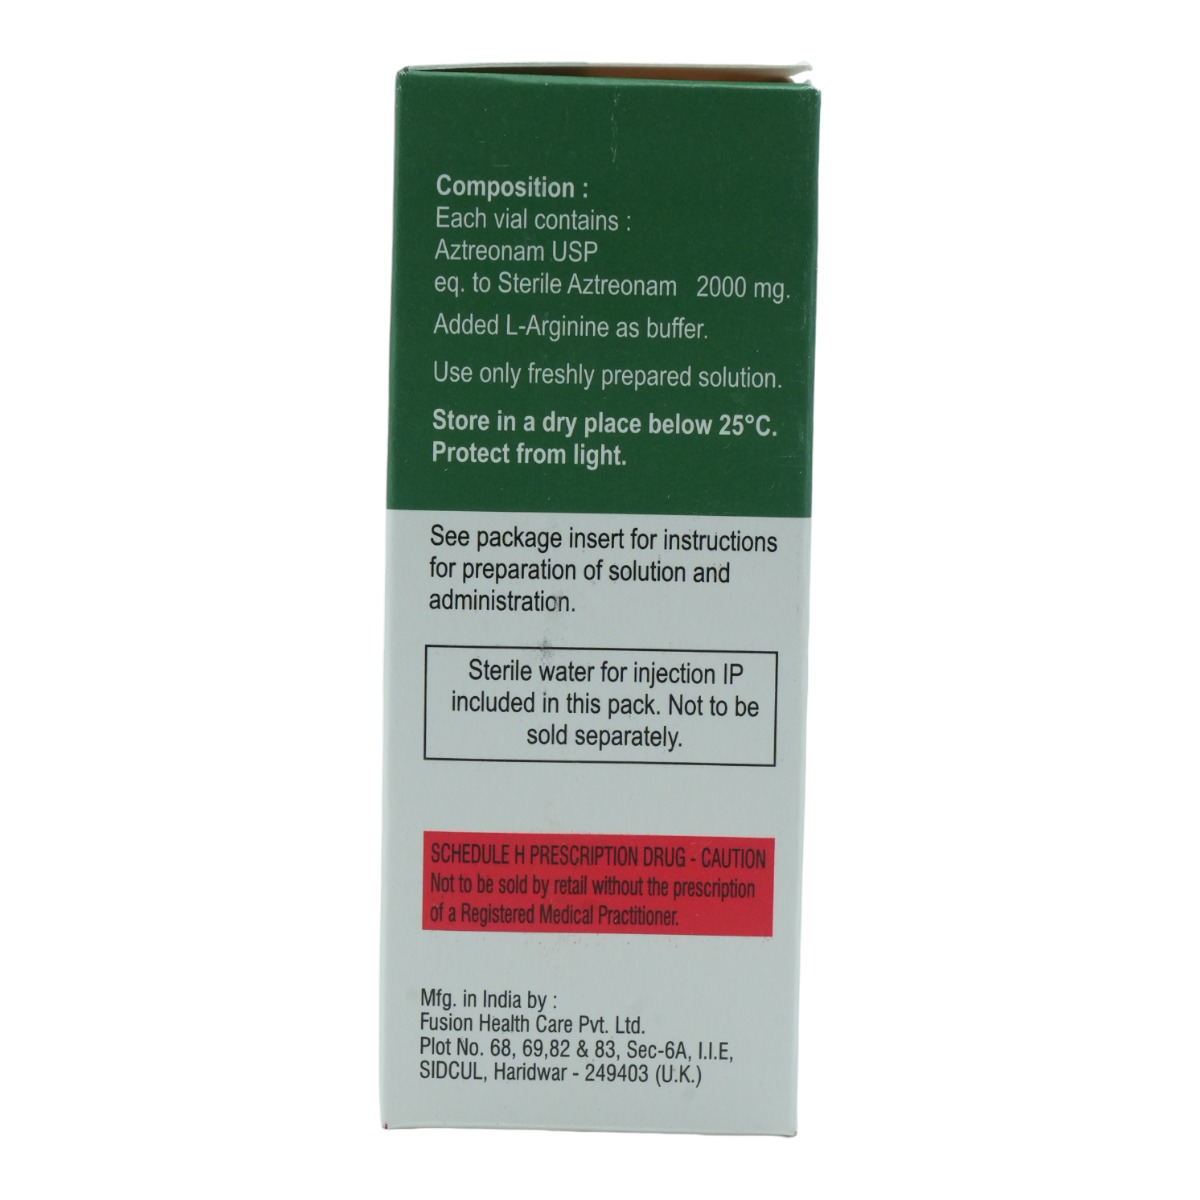 Composition :
Each vial contains :
Aztreonam USP
eq. to Sterile Aztreonam 2000 mg.
Added L-Arginine as buffer.
Use only freshly prepared solution.
Store in a dry place below 25°C.
Protect from light.
See package insert for instructions
for preparation of solution and
administration.
Sterile water for injection IP
included in this pack. Not to be
sold separately.
SCHEDULE H PRESCRIPTION DRUG - CAUTION
Not to be sold by retail without the prescription
of a Registered Medical Practitioner.
Mfg. in India by :
Fusion Health Care Pvt. Ltd.
Plot No. 68, 69,82 & 83, Sec-6A, I.I.E,
SIDCUL, Haridwar - 249403 (U.K.)